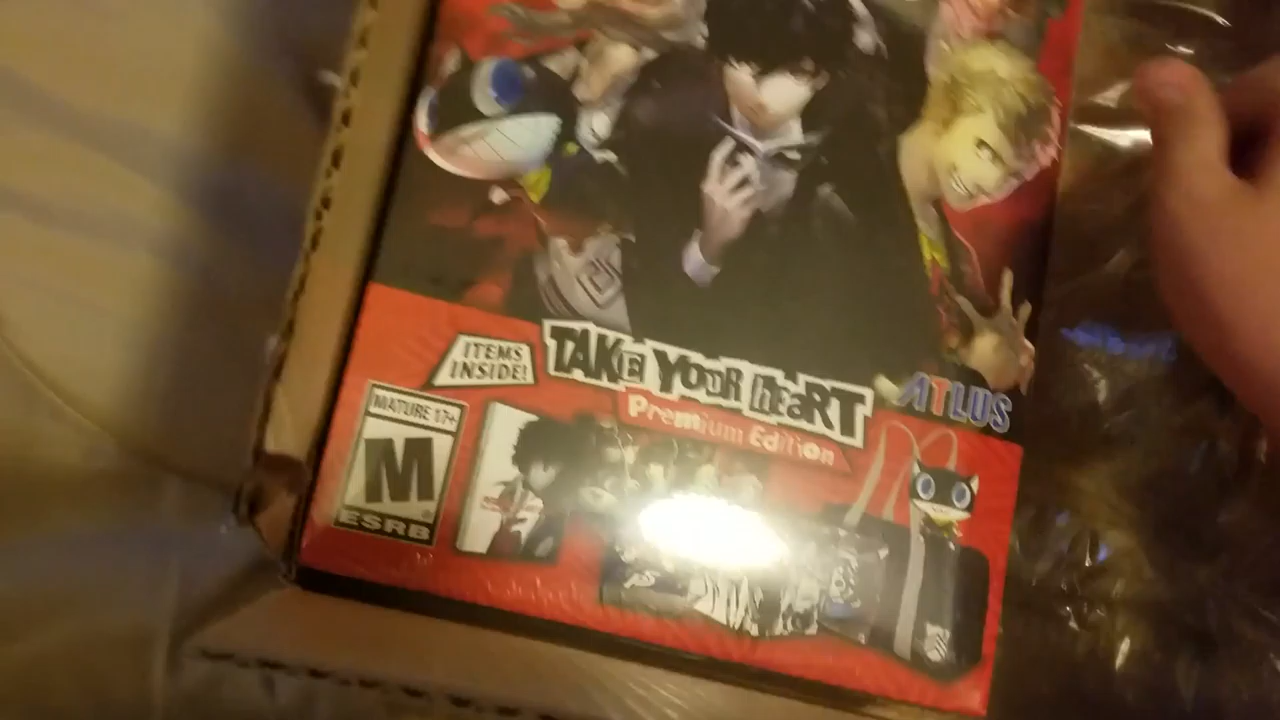 ITEMS
INSIDE!
TAKE YOUR HEART
Premium Edition
ATLUS
MATURE 17+
M
ESRB